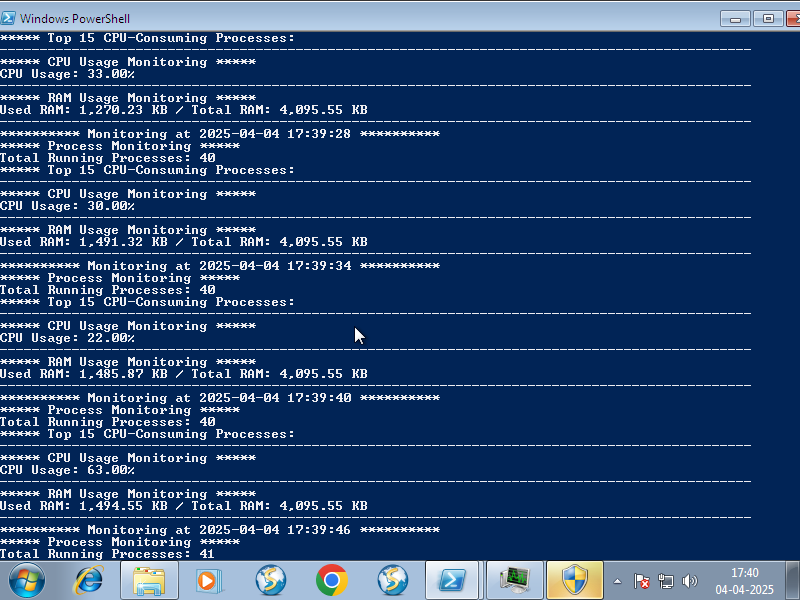 Windows PowerShell
***** Top 15 CPU-Consuming Processes:
***** CPU Usage Monitoring *****
CPU Usage: 33.00%
***** RAM Usage Monitoring *****
Used RAM: 1,270.23 KB / Total RAM: 4,095.55 KB
********** Monitoring at 2025-04-04 17:39:28 **********
***** Process Monitoring *****
Total Running Processes: 40
***** Top 15 CPU-Consuming Processes:
***** CPU Usage Monitoring *****
CPU Usage: 30.00%
***** RAM Usage Monitoring *****
Used RAM: 1,491.32 KB / Total RAM: 4,095.55 KB
********** Monitoring at 2025-04-04 17:39:34 **********
***** Process Monitoring *****
Total Running Processes: 40
***** Top 15 CPU-Consuming Processes:
***** CPU Usage Monitoring *****
CPU Usage: 22.00%
***** RAM Usage Monitoring *****
Used RAM: 1,485.87 KB / Total RAM: 4,095.55 KB
********** Monitoring at 2025-04-04 17:39:40 **********
***** Process Monitoring *****
Total Running Processes: 40
***** Top 15 CPU-Consuming Processes:
***** CPU Usage Monitoring *****
CPU Usage: 63.00%
***** RAM Usage Monitoring *****
Used RAM: 1,494.55 KB / Total RAM: 4,095.55 KB
********** Monitoring at 2025-04-04 17:39:46 **********
***** Process Monitoring *****
Total Running Processes: 41
17:40
04-04-2025